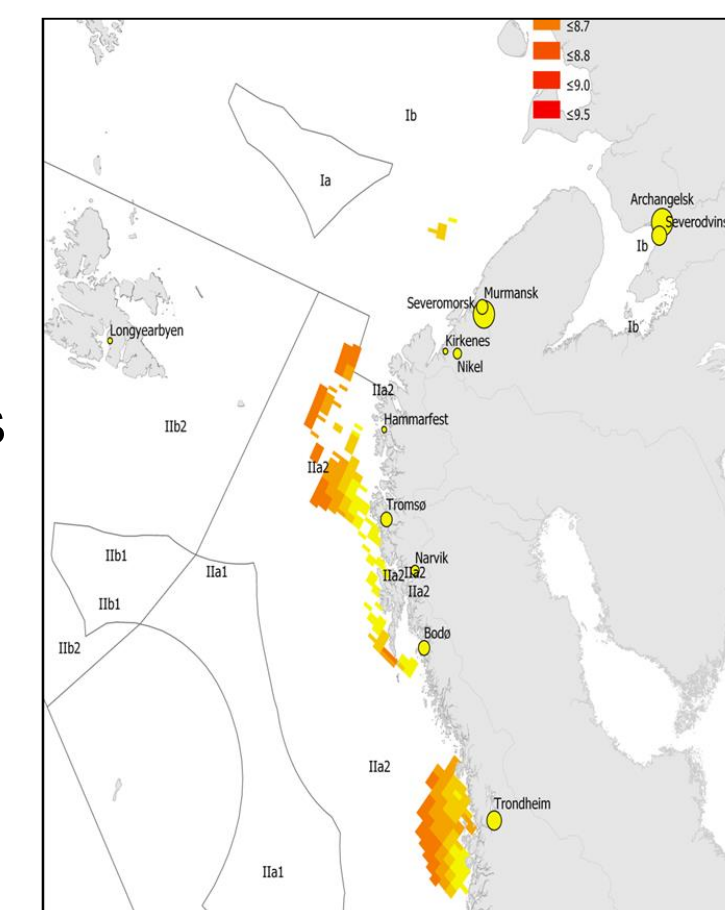 ≤8.7
≤8.8
≤9.0
≤9.5
Ib
Ia
Archangelsk
Severodvins
Ib
Murmansk
Severomorsk
Ib
Longyearbyen
Kirkenes
Nikel
IIa2
Hammarfest
s
IIb2
IIa2
Tromsø
IIb1
Narvik
IIa1
IIa2
IIa2
IIa2
IIb1
Bodø
IIb2
IIa2
Trondheim
IIa1